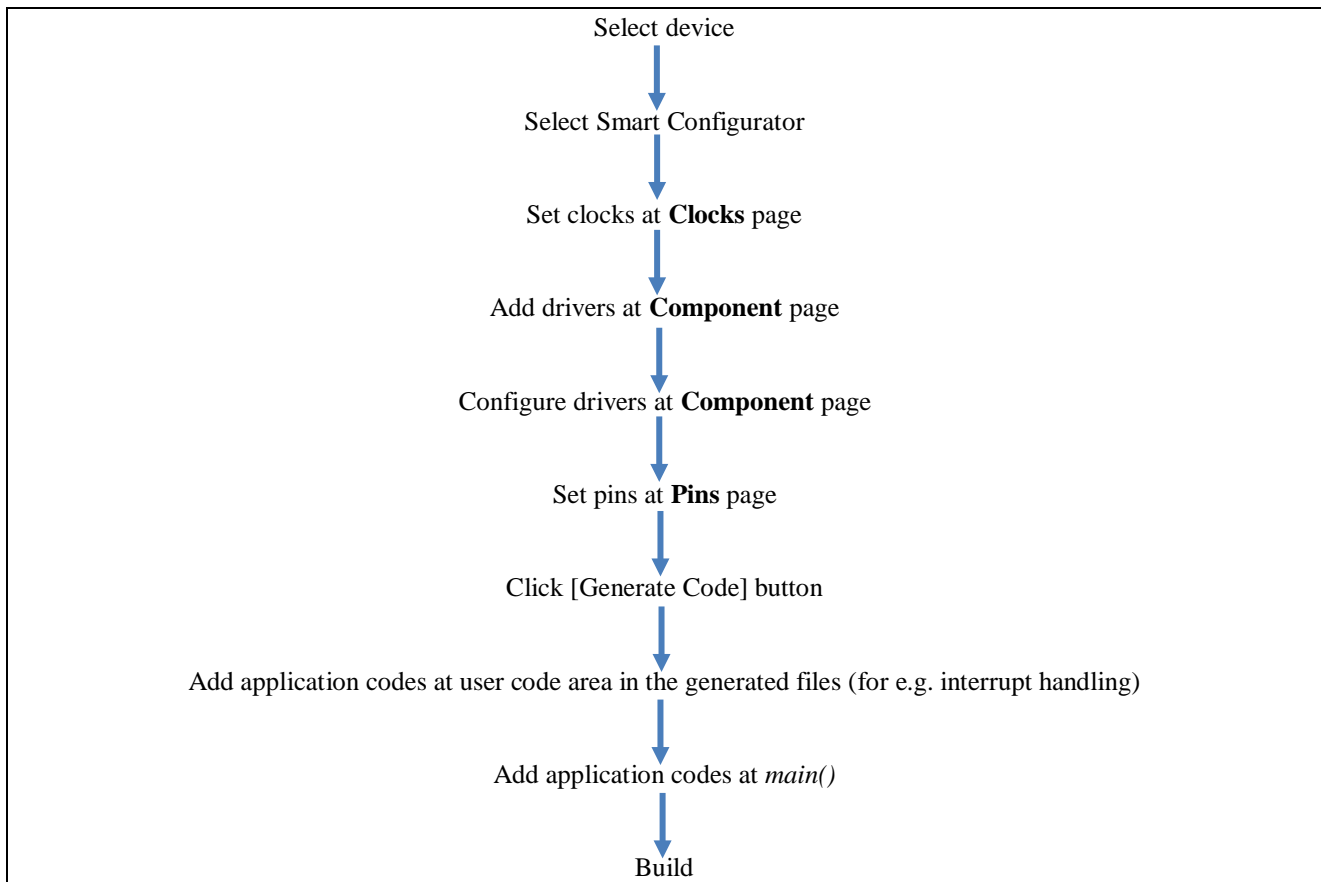 Select device
Select Smart Configurator
Set clocks at Clocks page
Add drivers at Component page
Configure drivers at Component page
Set pins at Pins page
Click [Generate Code] button
Add application codes at user code area in the generated files (for e.g. interrupt handling)
Add application codes at main()
Build